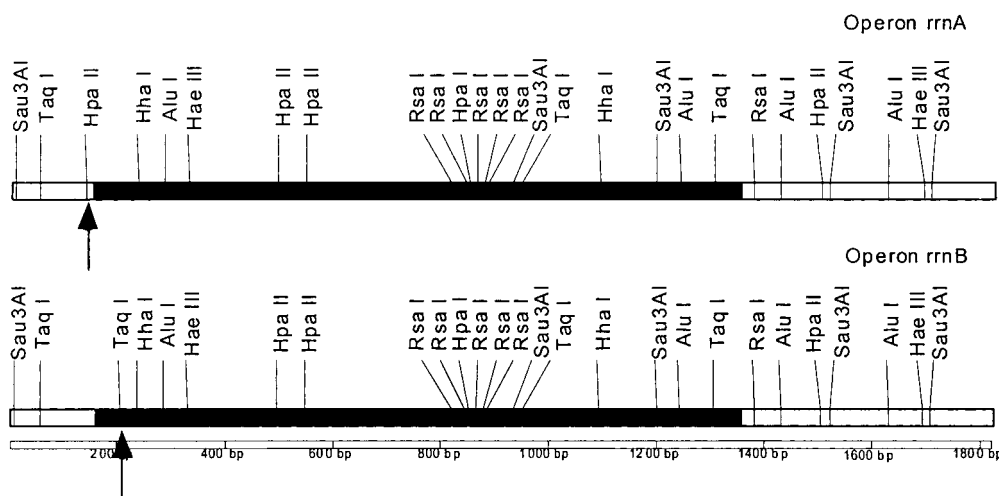 Operon rrnA
Sau3AI
Taq I
Hpa II
Hha I
Alu I
Hae III
Hpa II
Hpa II
Rsa I
Rsa I
Hpa I
Rsa I
Rsa I
Rsa I
Sau3AI
Taq I
Hha I
Sau3AI
Alu I
Taq I
Rsa I
Alu I
Hpa II
Sau3AI
Alu I
Hae III
Sau3AI
Operon rrnB
Sau3AI
Taq I
Taq I
Hha I
Alu I
Hae III
Hpa II
Hpa II
Rsa I
Rsa I
Hpa I
Rsa I
Rsa I
Rsa I
Sau3AI
Taq I
Hha I
Sau3AI
Alu I
Taq I
Rsa I
Alu I
Hpa II
Sau3AI
Alu I
Hae III
Sau3AI
400 bp 600 bp 800 bp 1000 bp 1200 bp 1400 bp 1600 bp 1800 bp